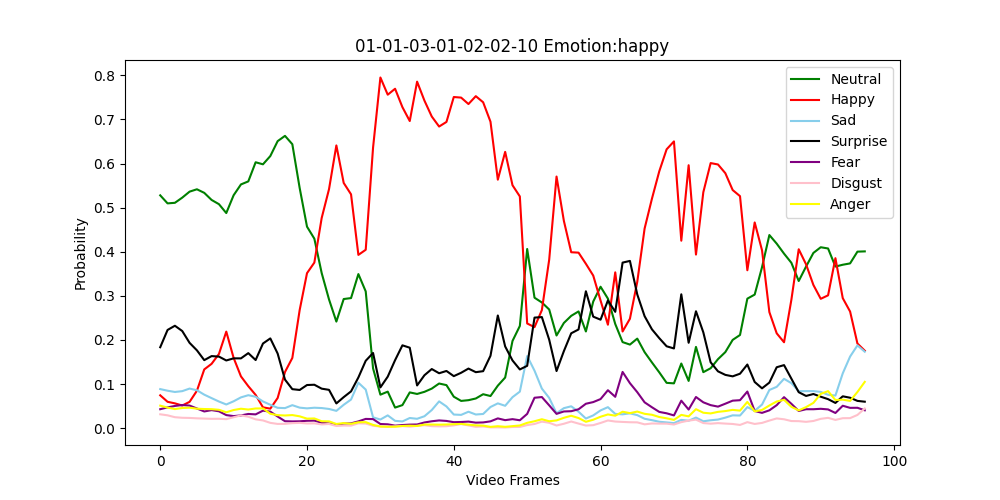 01-01-03-01-02-02-10 Emotion:happy
0.8
0.7
0.6
0.5
0.4
0.3
0.2
0.1
0.0
Probability
Neutral
Happy
Sad
Surprise
Fear
Disgust
Anger
0 20 40 60 80 100
Video Frames